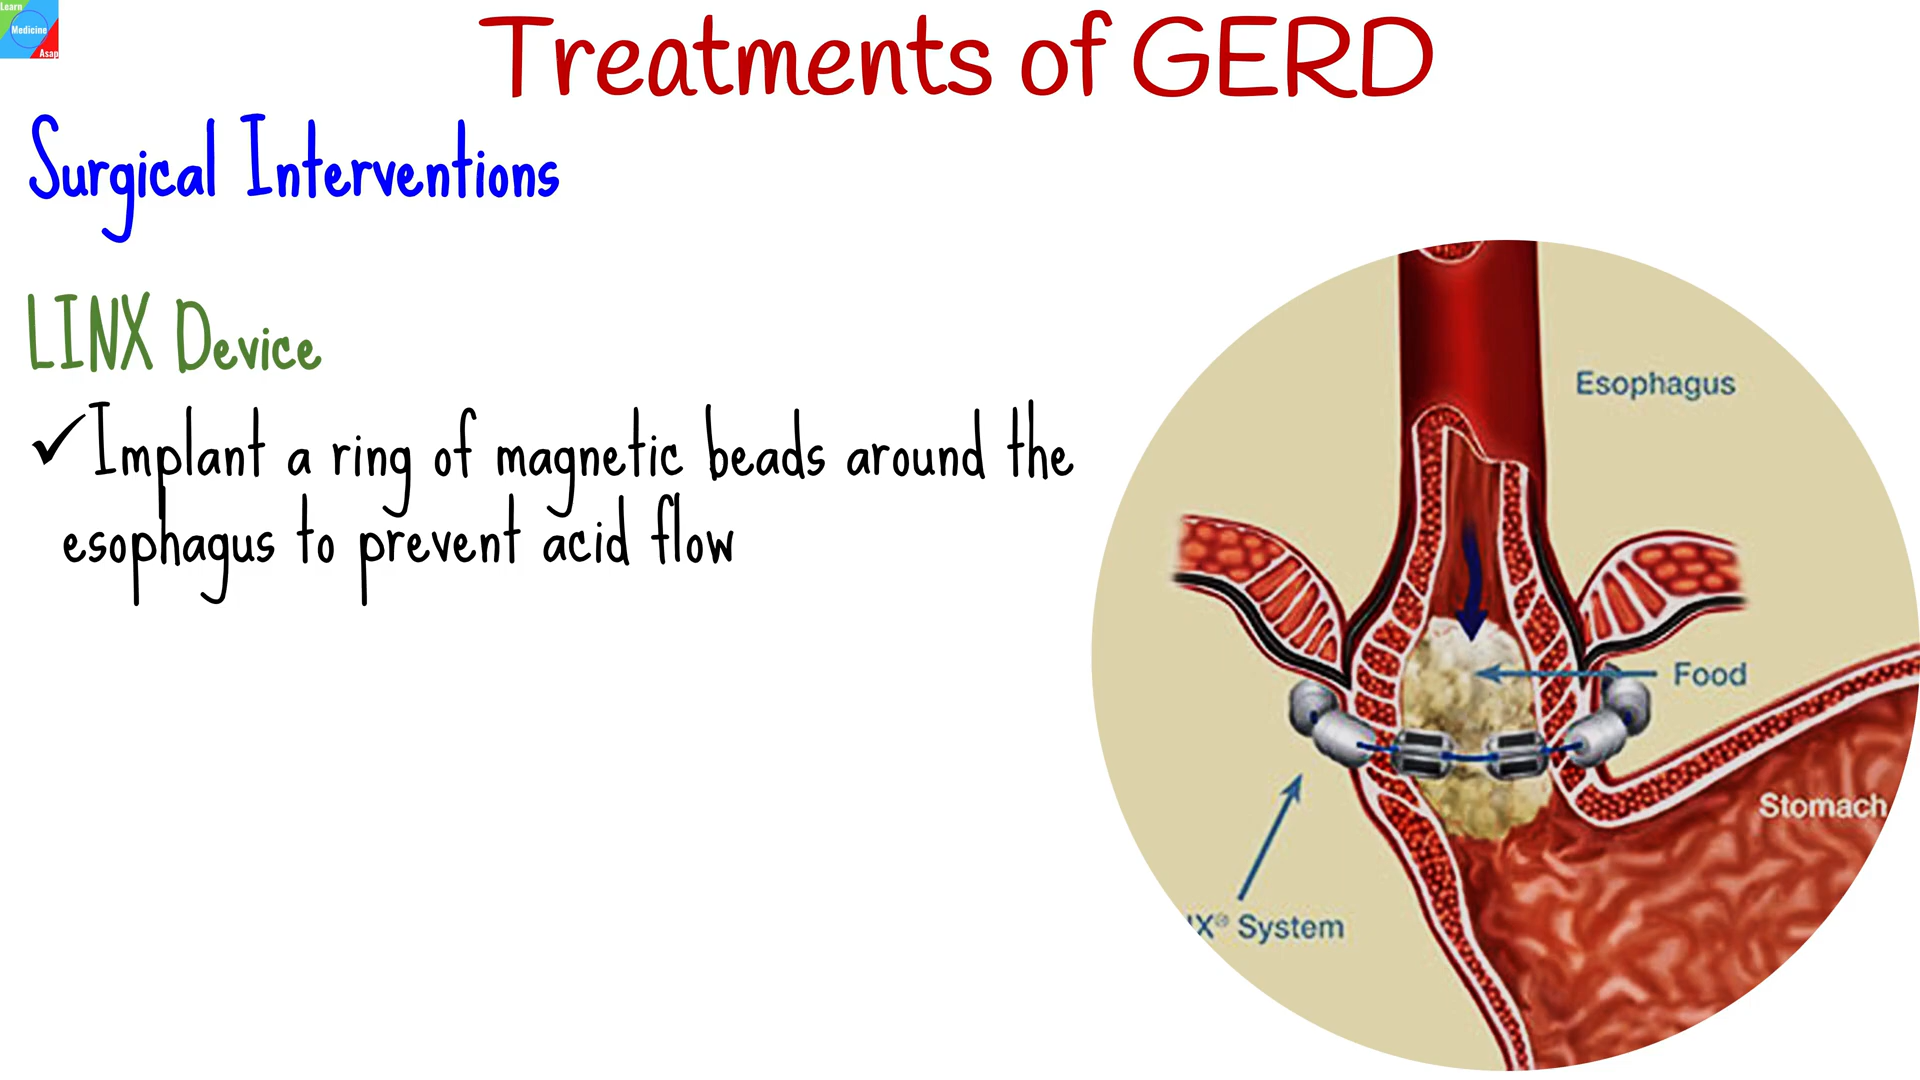 Learn
Medicine
Asap
Treatments of GERD
Surgical Interventions
LINX Device
✓Implant a ring of magnetic beads around the
esophagus to prevent acid flow
Esophagus
Food
Stomach
X® System